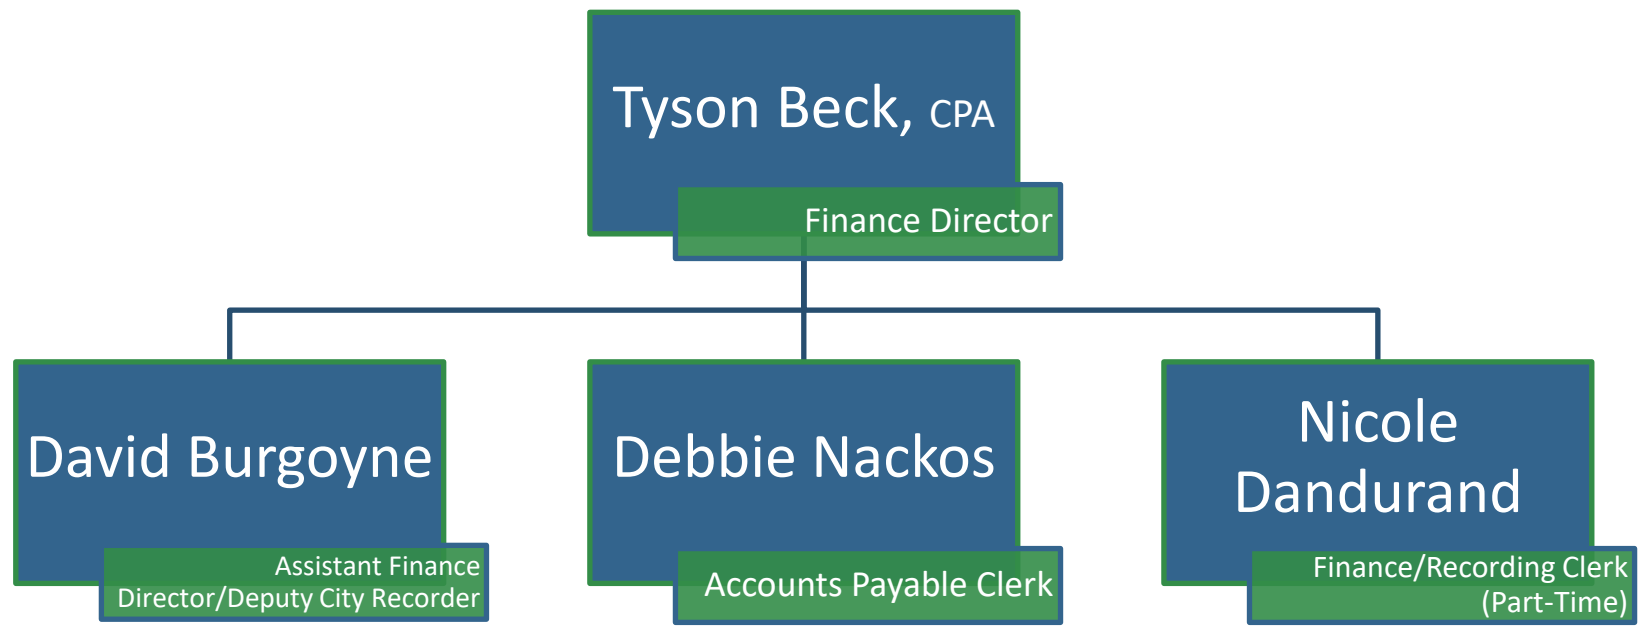 Tyson Beck, CPA
Finance Director
David Burgoyne
Assistant Finance
Director/Deputy City Recorder
Debbie Nackos
Accounts Payable Clerk
Nicole
Dandurand
Finance/Recording Clerk
(Part-Time)